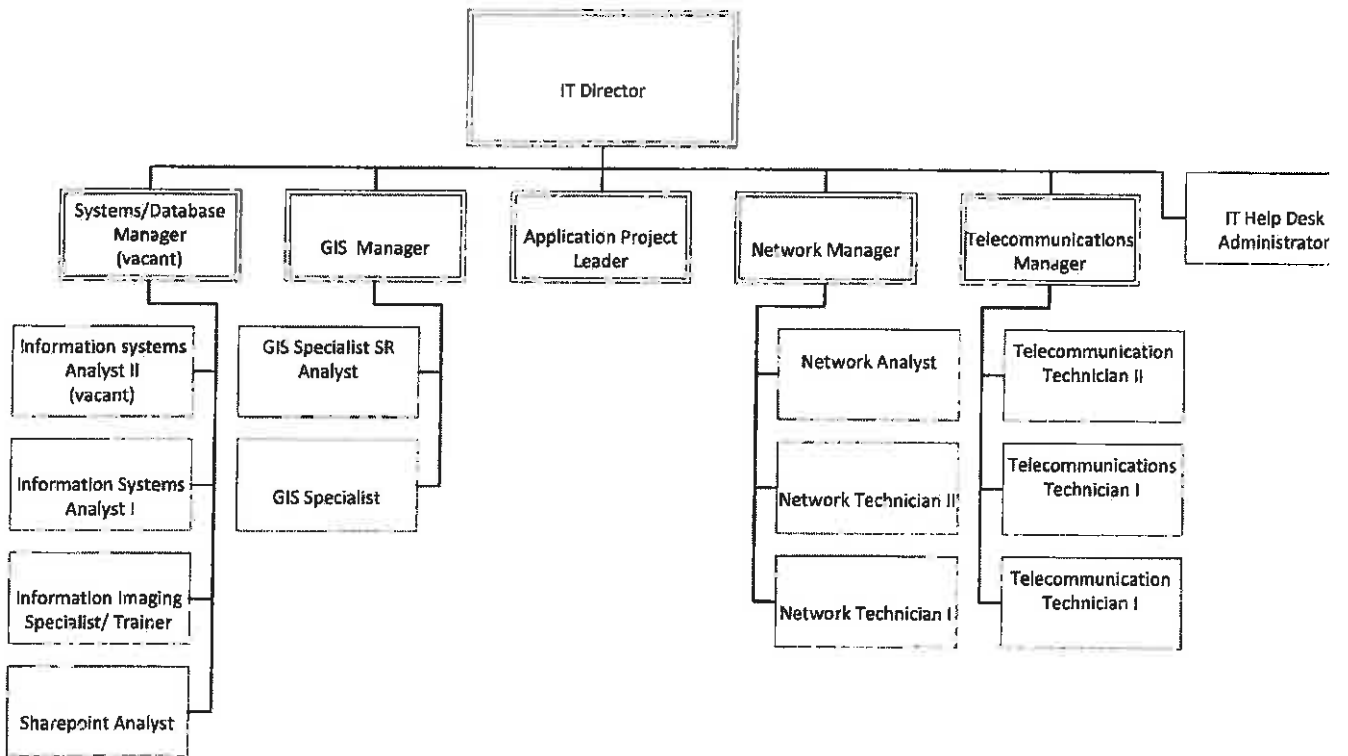 IT Director
Systems/Database
Manager
(vacant)
GIS Manager
Application Project
Leader
Network Manager
Telecommunications
Manager
IT Help Desk
Administrator
Information systems
Analyst II
(vacant)
Information Systems
Analyst I
Information Imaging
Specialist/ Trainer
Sharepoint Analyst
GIS Specialist SR
Analyst
GIS Specialist
Network Analyst
Network Technician II
Network Technician I
Telecommunication
Technician II
Telecommunications
Technician I
Telecommunication
Technician I